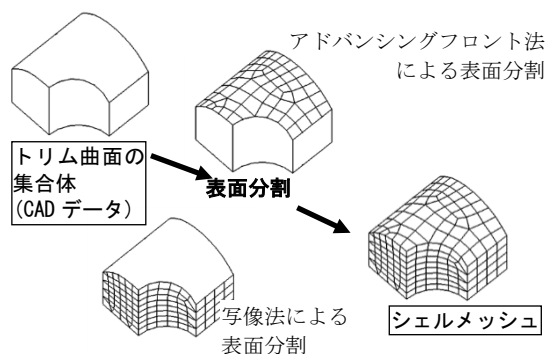 アドバンシングフロント法
による表面分割
トリム曲面の
集合体
(CAD データ)
表面分割
写像法による
表面分割
シェルメッシュ